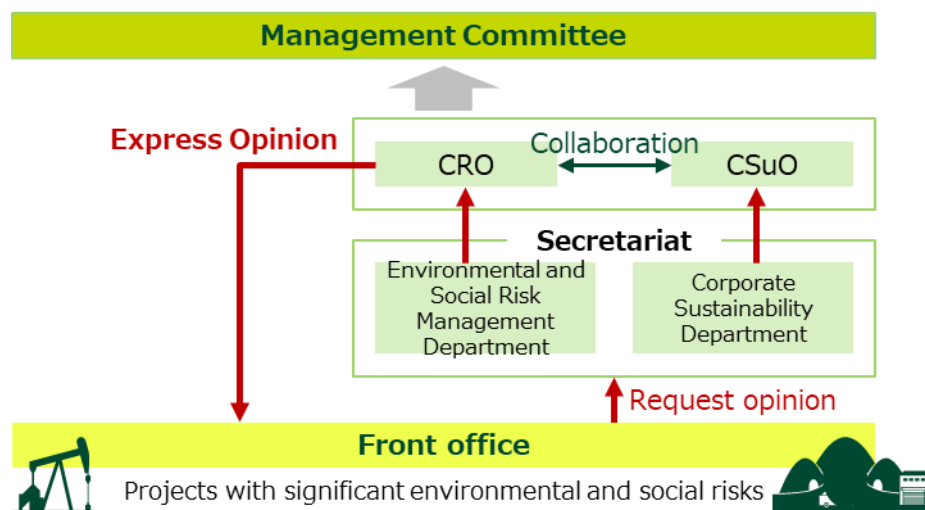 Management Committee
Express Opinion
Collaboration
CRO
CSuO
Secretariat
Environmental and
Social Risk
Management
Department
Corporate
Sustainability
Department
Request opinion
Front office
Projects with significant environmental and social risks